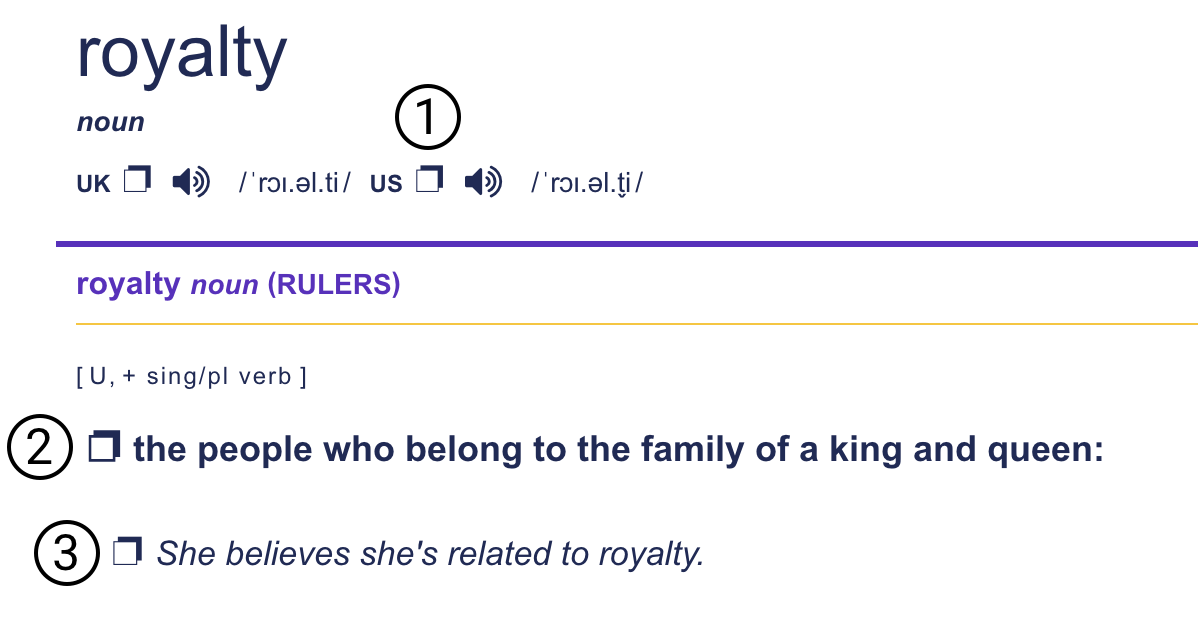 royalty
noun
1
UK /ˈrɔɪ.əl.ti/ US /ˈrɔɪ.əl.t̬i/
royalty noun (RULERS)
[ U, + sing/pl verb ]
2 the people who belong to the family of a king and queen:
3 She believes she's related to royalty.